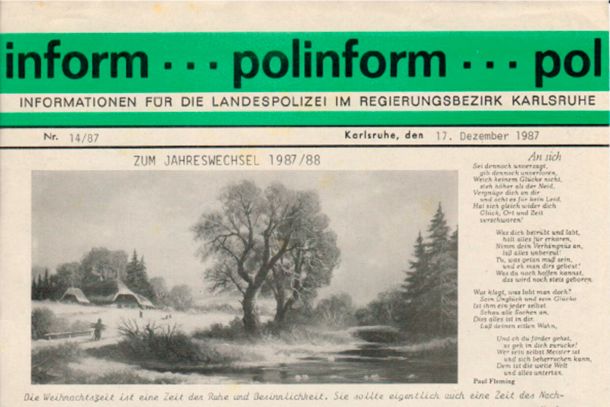 inform ... polinform ... pol
INFORMATIONEN FÜR DIE LANDESPOLIZEI IM REGIERUNGSBEZIRK KARLSRUHE
Nr. 14/87 Karlsruhe, den 17. Dezember 1987
ZUM JAHRESWECHSEL 1987/88
An sich
Sei dennoch unverzagt,
gib dennoch unverloren,
Weich keinem Glücke nicht,
steh höher als der Neid,
Vergnüge dich an dir
und acht es für kein Leid,
Hat sich gleich wider dich
Glück, Ort und Zeit
verschworen!
Was dich betrübt und labt,
halt alles für erkoren,
Nimm dein Verhängnus an,
laß alles unbereut!
Tu, was getan muß sein,
und eh man dirs gebeut!
Was du noch hoffen kannst,
das wird noch stets geboren.
Was klagt, was lobt man doch?
Sein Unglück und sein Glücke
Ist ihm ein jeder selbst.
Schau alle Sachen an,
Dies alles ist in dir.
Laß deinen eitlen Wahn,
Und eh du förder gehst,
so geh in dich zurücke!
Wer sein selbst Meister ist
und sich beherrschen kann,
Dem ist die weite Welt
und alles untertan.
Paul Fleming
Die Weihnachtszeit ist eine Zeit der Ruhe und Besinnlichkeit. Sie sollte eigentlich auch eine Zeit des Nach-